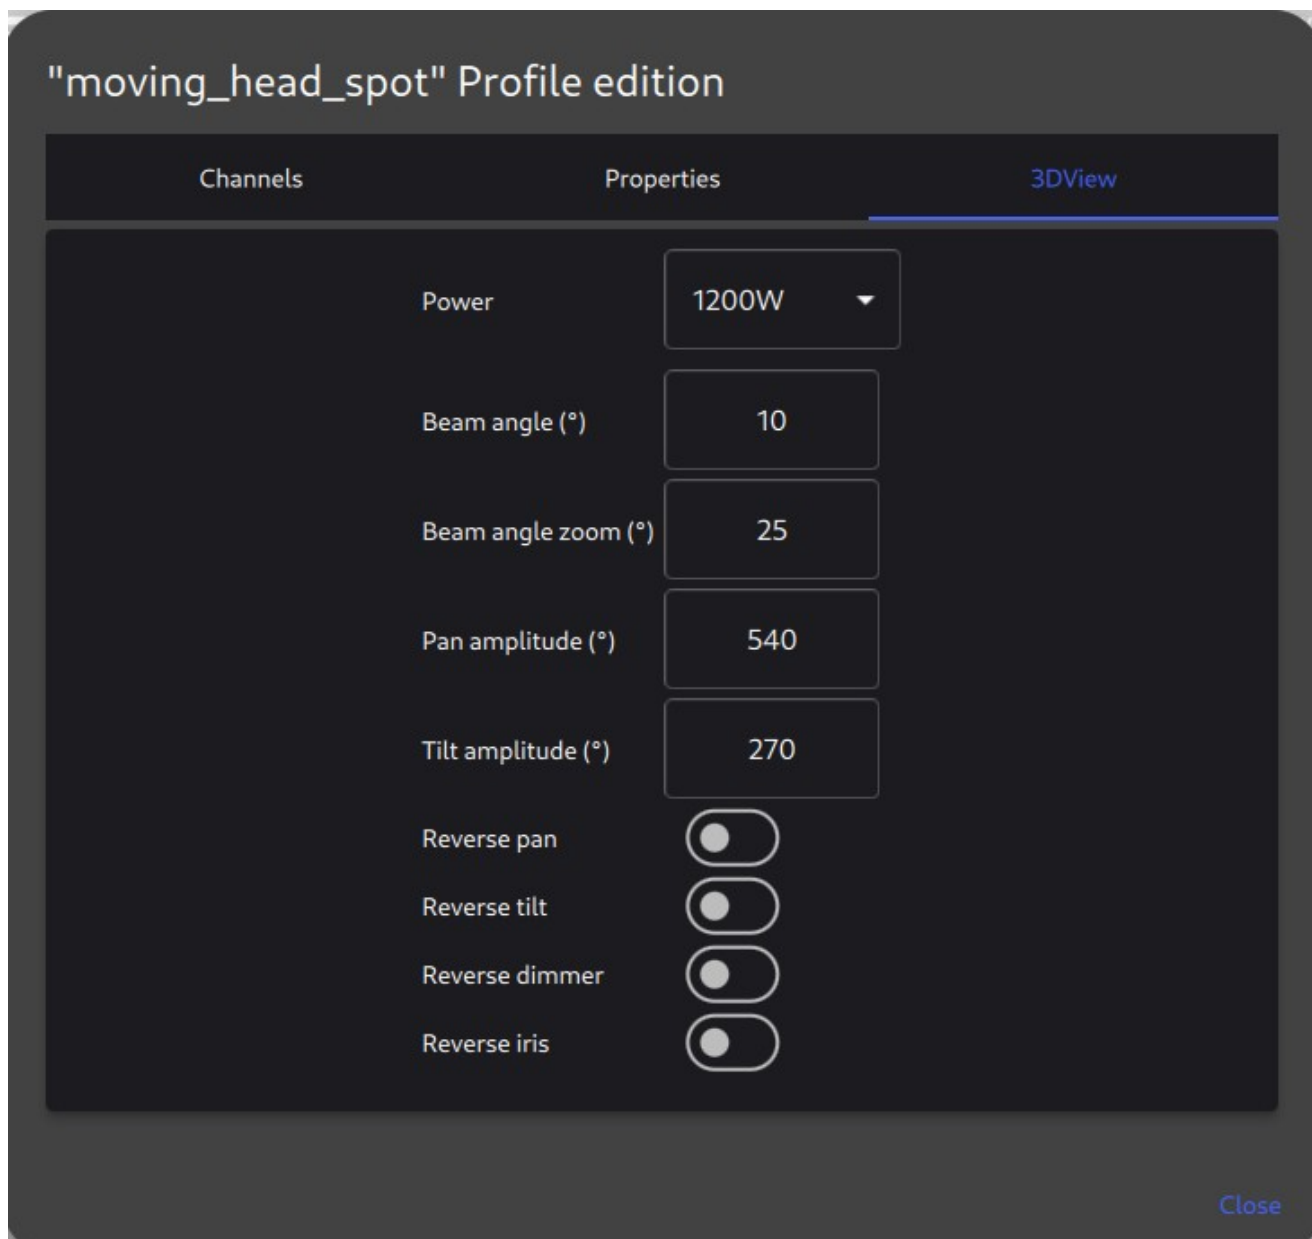 "moving_head_spot" Profile edition
Channels Properties 3DView
Power 1200W
Beam angle (°) 10
Beam angle zoom (°) 25
Pan amplitude (°) 540
Tilt amplitude (°) 270
Reverse pan
Reverse tilt
Reverse dimmer
Reverse iris
Close